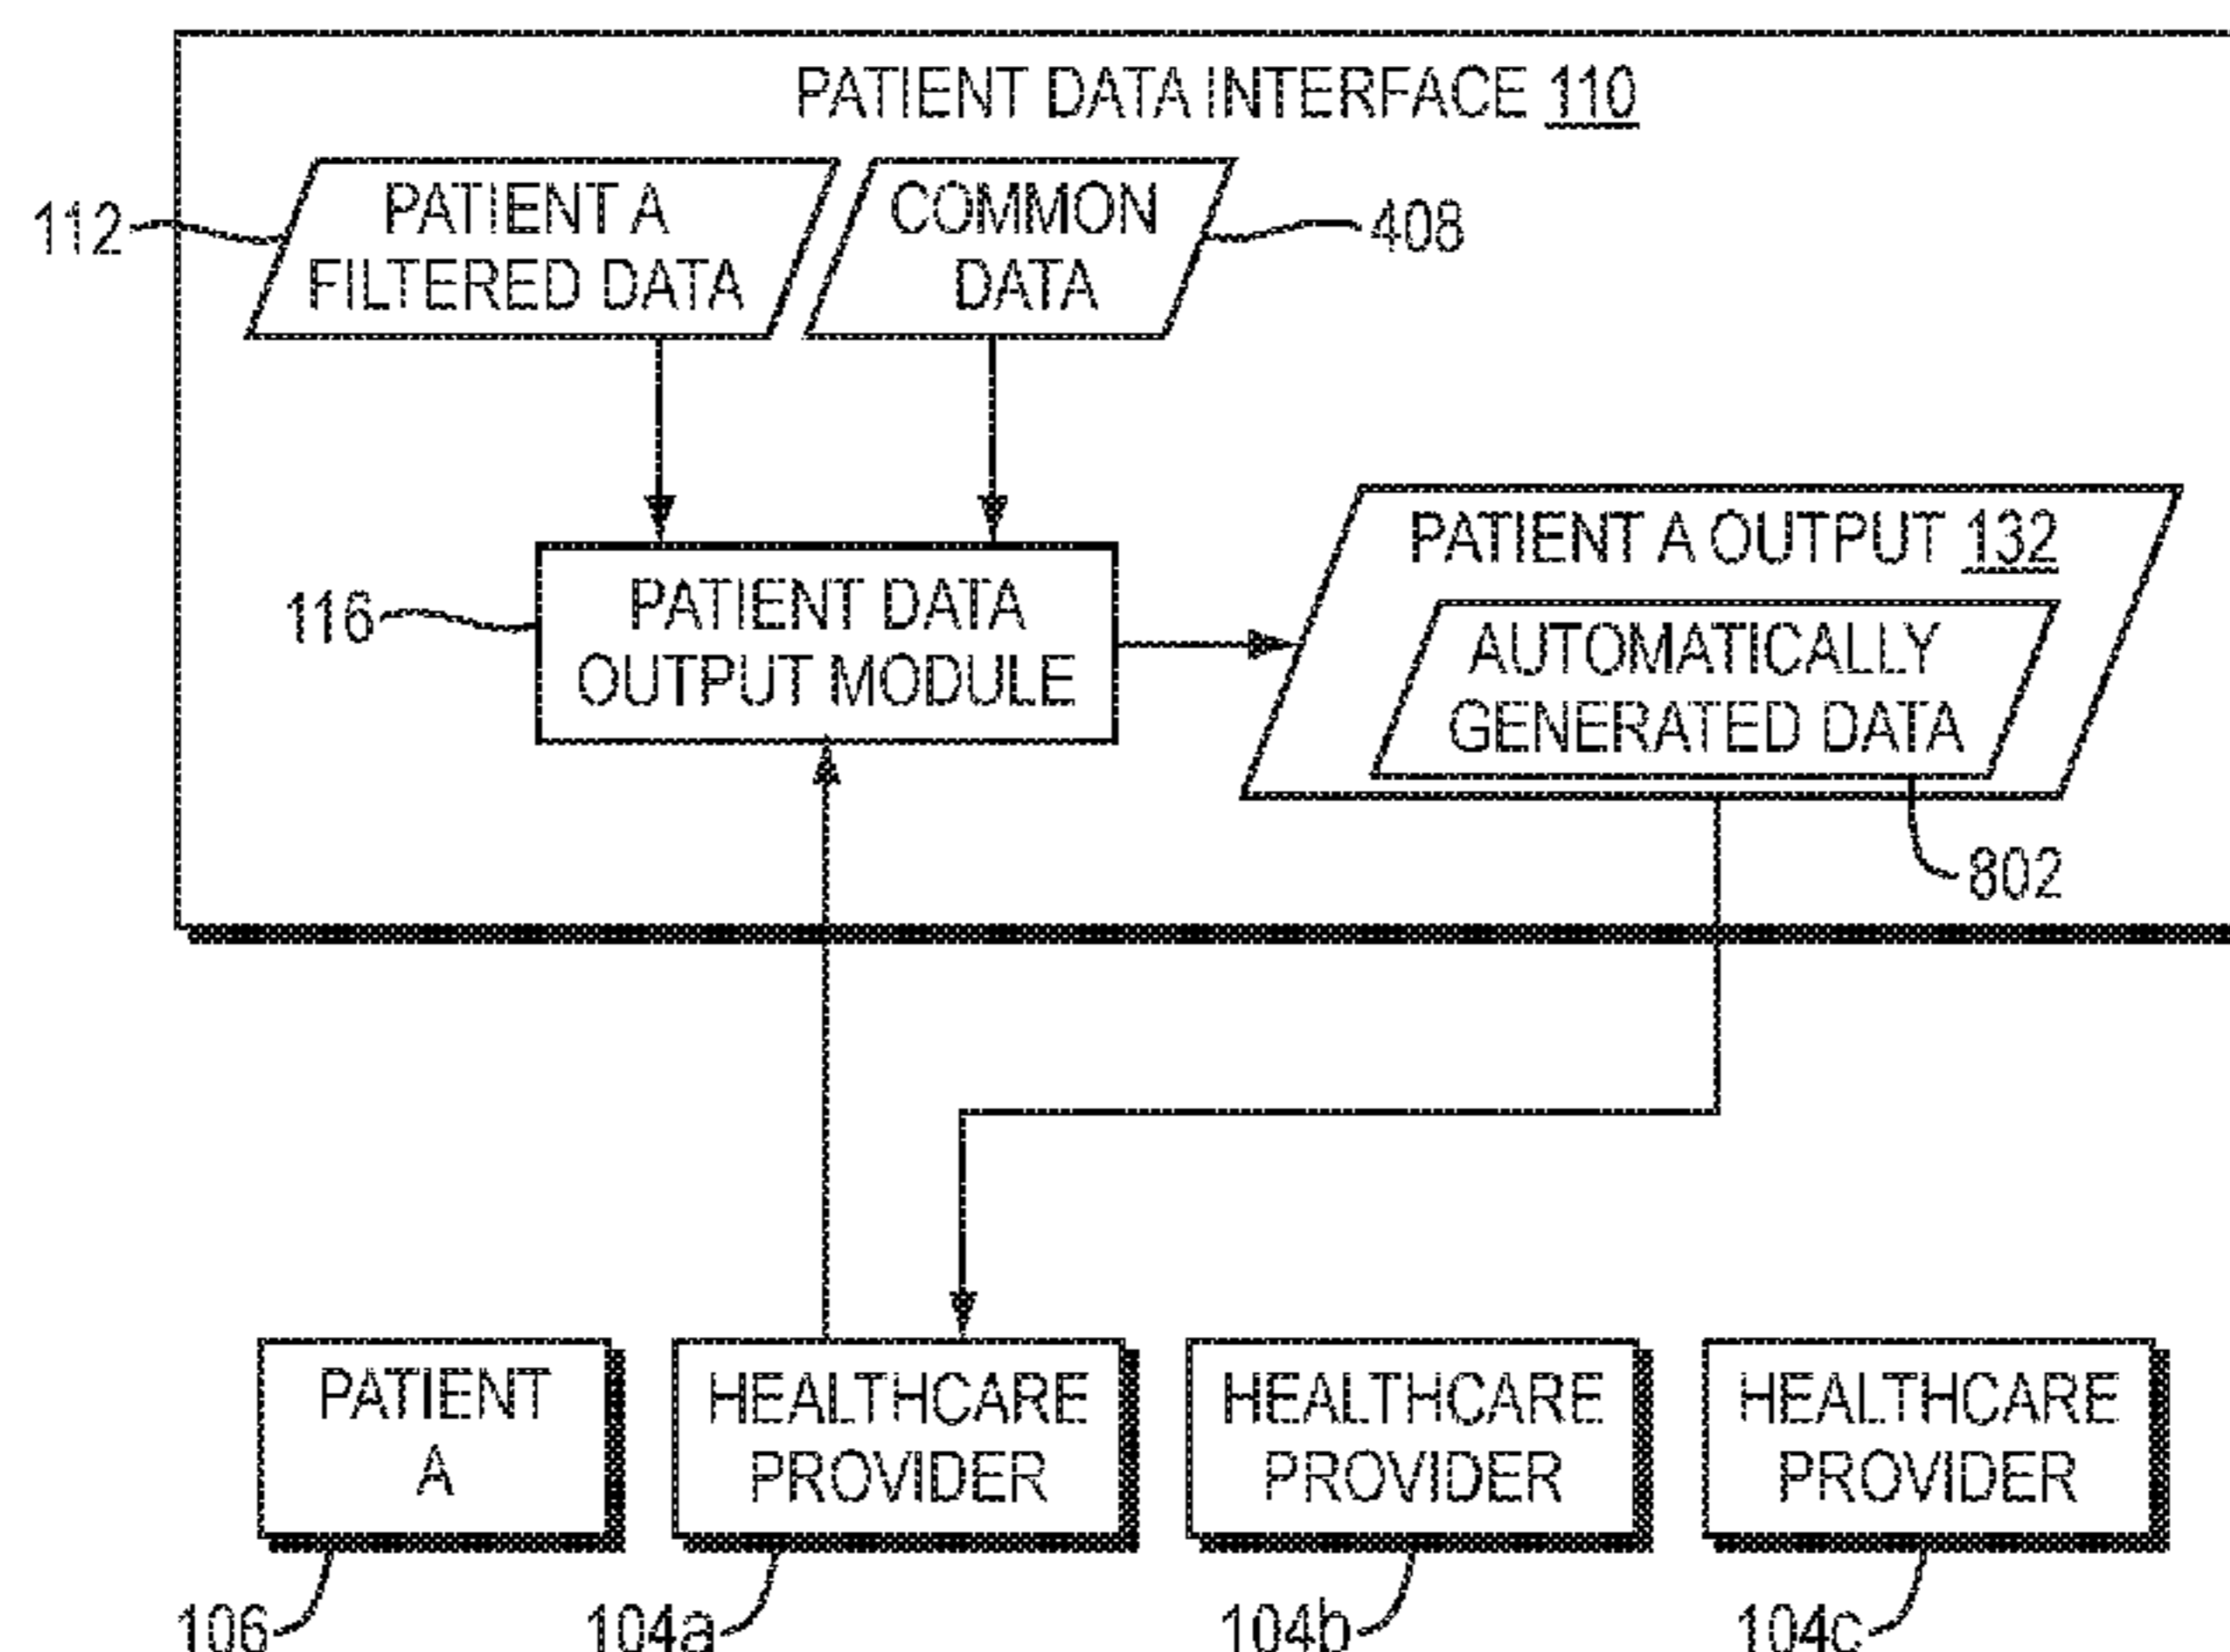 PATIENT DATA INTERFACE 110
112
PATIENT A
FILTERED DATA
COMMON
DATA
408
116
PATIENT DATA
OUTPUT MODULE
PATIENT A OUTPUT 132
AUTOMATICALLY
GENERATED DATA
802
PATIENT
A
HEALTHCARE
PROVIDER
HEALTHCARE
PROVIDER
HEALTHCARE
PROVIDER
106
104a
104b
104c